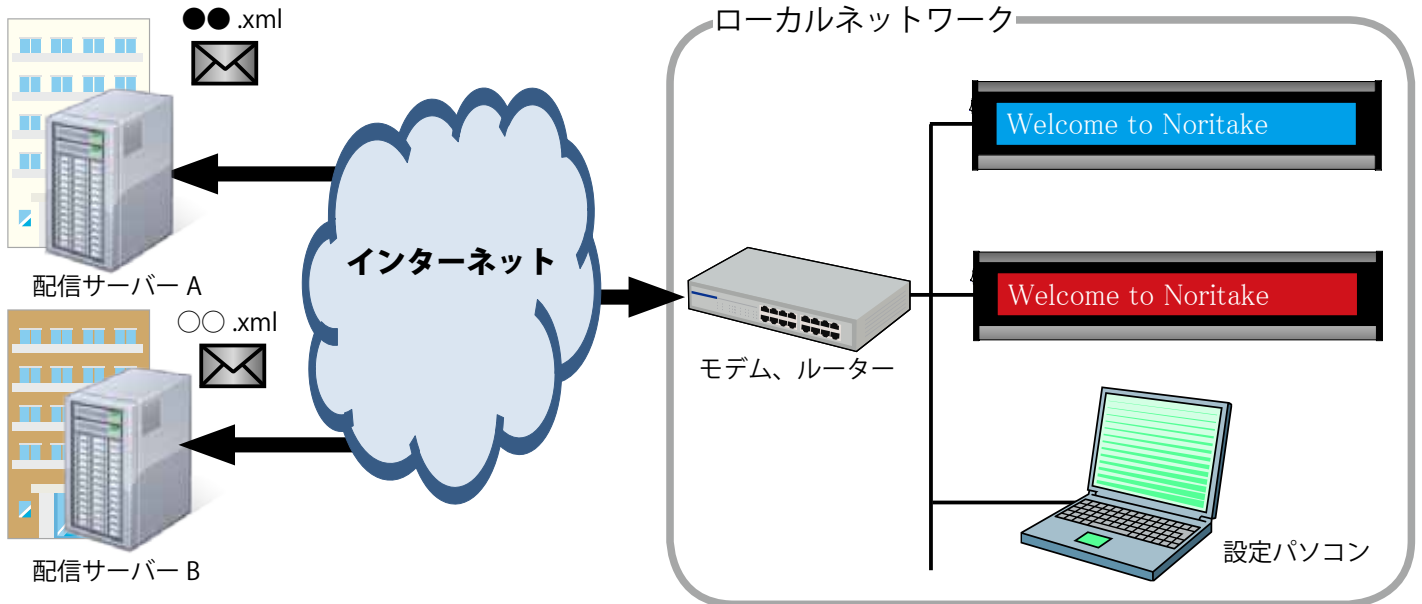 ●● .xml
配信サーバー A
○○ .xml
配信サーバー B
インターネット
ローカルネットワーク
モデム、ルーター
Welcome to Noritake
Welcome to Noritake
設定パソコン